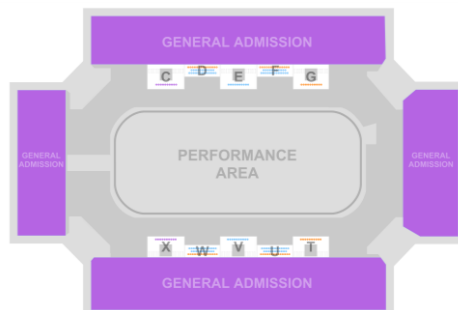 GENERAL ADMISSION
C D E F G
GENERAL
ADMISSION
PERFORMANCE
AREA
GENERAL
ADMISSION
X W V U T
GENERAL ADMISSION